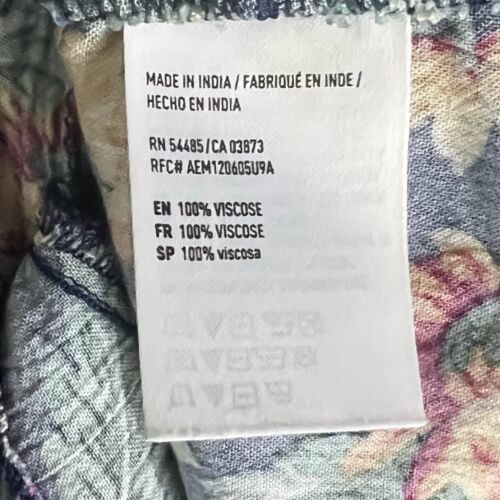 MADE IN INDIA / FABRIQUÉ EN INDE /
HECHO EN INDIA
RN 54485/CA 03873
RFC# AEM120605U9A
EN 100% VISCOSE
FR 100% VISCOSE
SP 100% viscosa